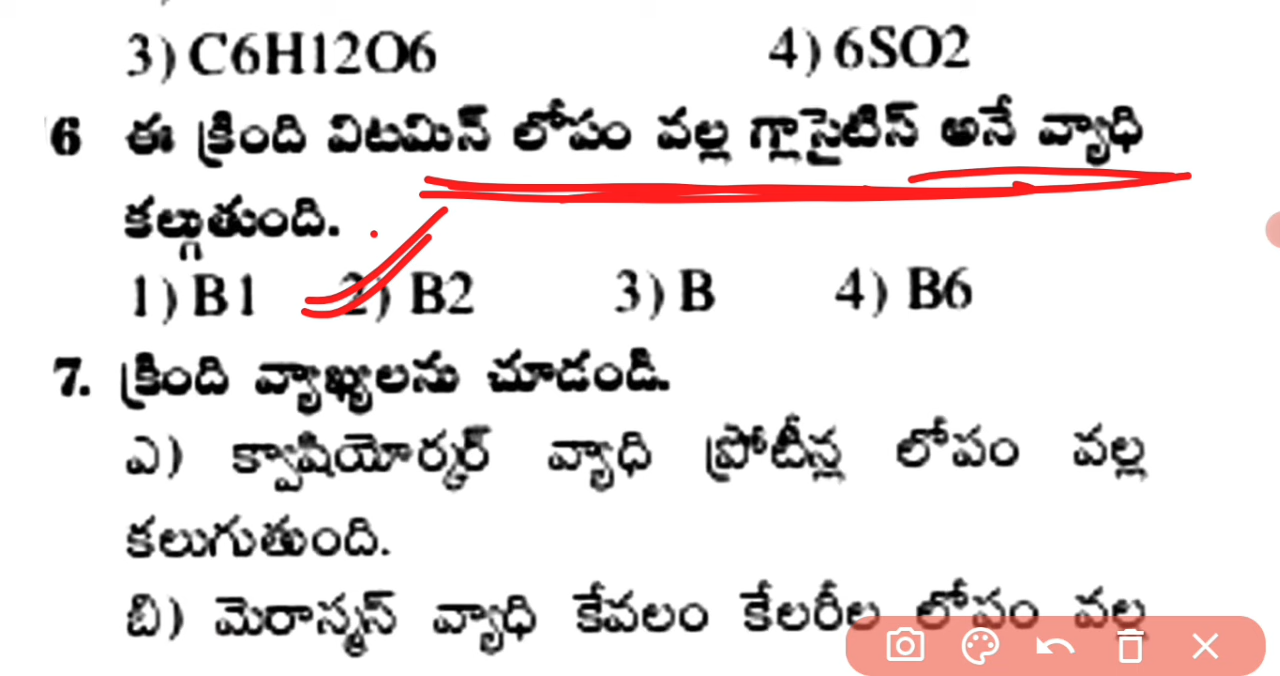 3) C6H12O6 4) 6SO2
6 ఈ క్రింది విటమిన్ లోపం వల్ల గ్లాసైటిస్ అనే వ్యాధి
కల్గుతుంది.
1) B1 2) B2 3) B 4) B6
7. క్రింది వ్యాఖ్యలను చూడండి.
ఎ) క్వాషియోర్కర్ వ్యాధి ప్రోటీన్ల లోపం వల్ల
కలుగుతుంది.
బి) మెరాస్మస్ వ్యాధి కేవలం కేలరీల లోపం వల్ల